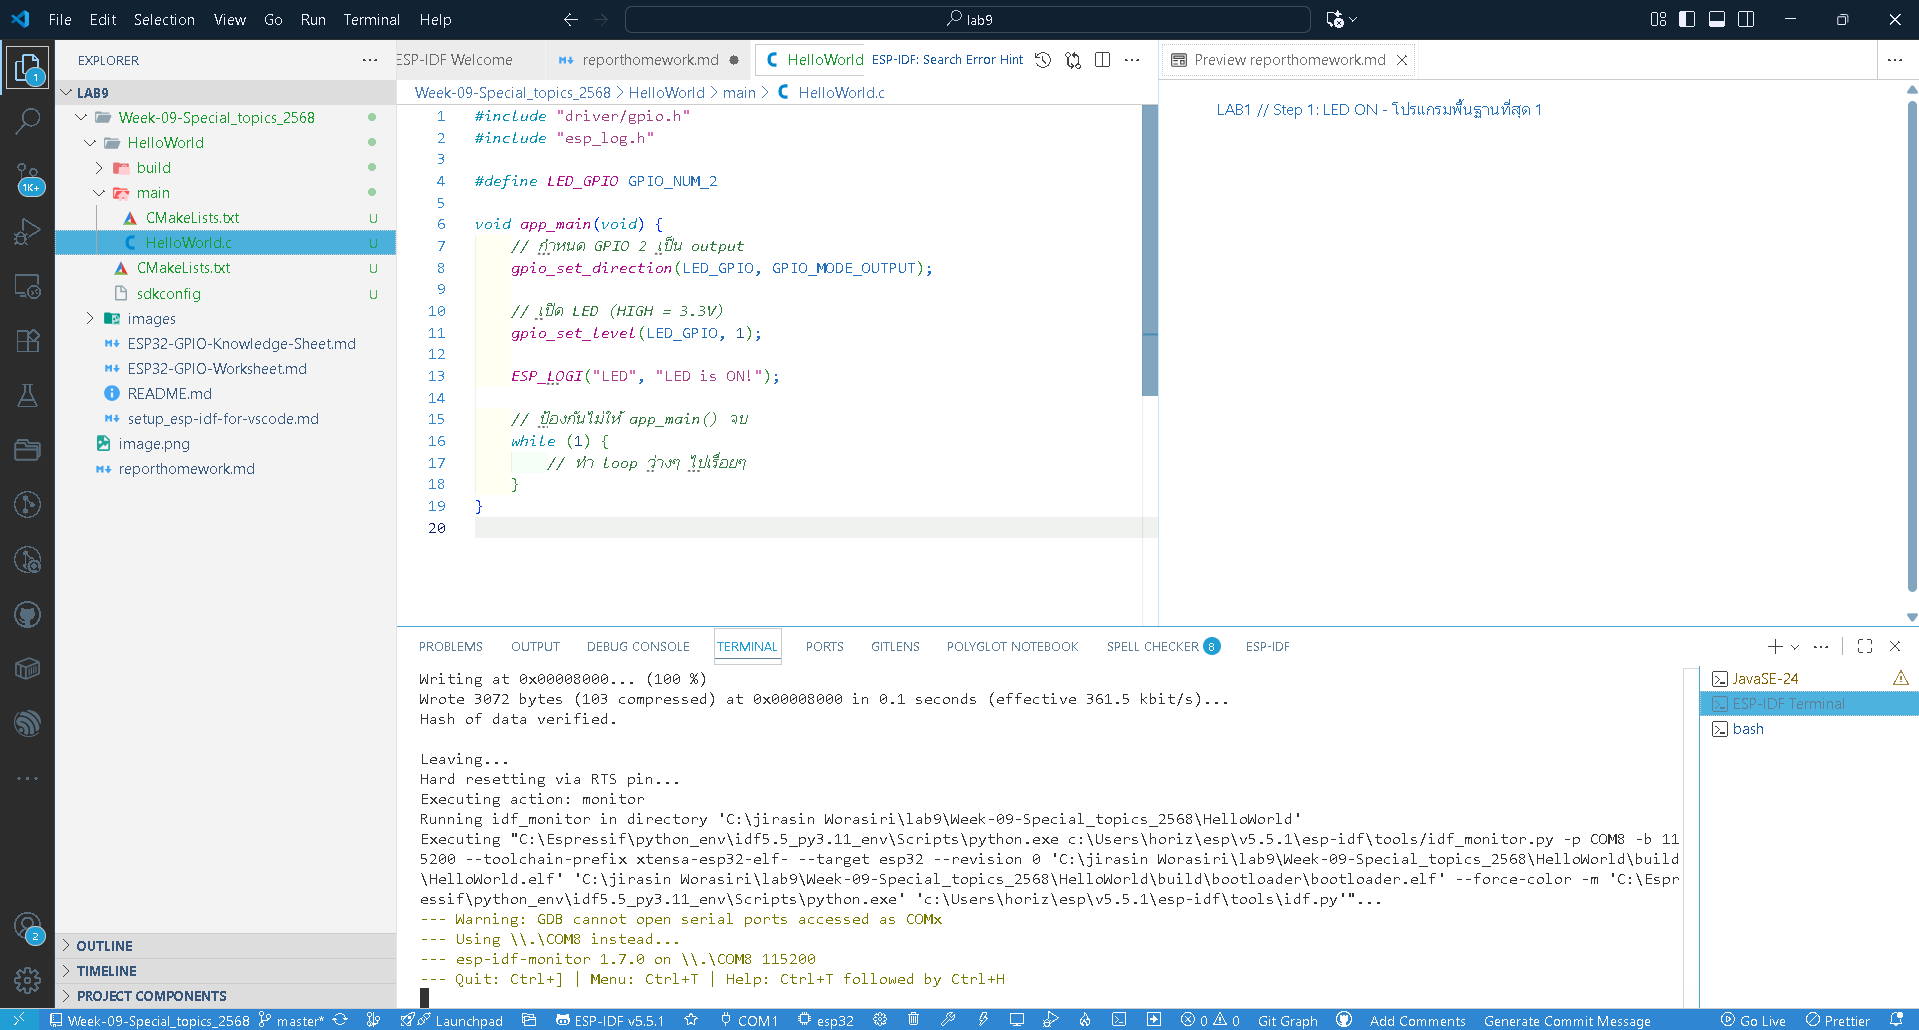 File Edit Selection View Go Run Terminal Help
lab9
EXPLORER
LAB9
Week-09-Special_topics_2568
HelloWorld
build
main
CMakeLists.txt U
HelloWorld.c U
CMakeLists.txt U
sdkconfig U
images
ESP32-GPIO-Knowledge-Sheet.md
ESP32-GPIO-Worksheet.md
README.md
setup_esp-idf-for-vscode.md
image.png
reporthomework.md
OUTLINE
TIMELINE
PROJECT COMPONENTS
1
1K+
2
ESP-IDF Welcome reporthomework.md HelloWorld ESP-IDF: Search Error Hint
Week-09-Special_topics_2568 > HelloWorld > main > HelloWorld.c
1 #include "driver/gpio.h"
2 #include "esp_log.h"
3
4 #define LED_GPIO GPIO_NUM_2
5
6 void app_main(void) {
7 // กำหนด GPIO 2 เป็น output
8 gpio_set_direction(LED_GPIO, GPIO_MODE_OUTPUT);
9
10 // เปิด LED (HIGH = 3.3V)
11 gpio_set_level(LED_GPIO, 1);
12
13 ESP_LOGI("LED", "LED is ON!");
14
15 // ป้องกันไม่ให้ app_main() จบ
16 while (1) {
17 // ทำ loop ว่างๆ ไปเรื่อยๆ
18 }
19 }
20
Preview reporthomework.md
LAB1 // Step 1: LED ON - โปรแกรมพื้นฐานที่สุด 1
PROBLEMS OUTPUT DEBUG CONSOLE TERMINAL PORTS GITLENS POLYGLOT NOTEBOOK SPELL CHECKER 8 ESP-IDF
Writing at 0x00008000... (100 %)
Wrote 3072 bytes (103 compressed) at 0x00008000 in 0.1 seconds (effective 361.5 kbit/s)...
Hash of data verified.
Leaving...
Hard resetting via RTS pin...
Executing action: monitor
Running idf_monitor in directory 'C:\jirasin Worasiri\lab9\Week-09-Special_topics_2568\HelloWorld'
Executing "C:\Espressif\python_env\idf5.5_py3.11_env\Scripts\python.exe c:\Users\horiz\esp\v5.5.1\esp-idf\tools/idf_monitor.py -p COM8 -b 11
5200 --toolchain-prefix xtensa-esp32-elf- --target esp32 --revision 0 'C:\jirasin Worasiri\lab9\Week-09-Special_topics_2568\HelloWorld\build
\HelloWorld.elf' 'C:\jirasin Worasiri\lab9\Week-09-Special_topics_2568\HelloWorld\build\bootloader\bootloader.elf' --force-color -m 'C:\Espr
essif\python_env\idf5.5_py3.11_env\Scripts\python.exe' 'c:\Users\horiz\esp\v5.5.1\esp-idf\tools\idf.py'"...
--- Warning: GDB cannot open serial ports accessed as COMx
--- Using \\.\COM8 instead...
--- esp-idf-monitor 1.7.0 on \\.\COM8 115200
--- Quit: Ctrl+] | Menu: Ctrl+T | Help: Ctrl+T followed by Ctrl+H
JavaSE-24
ESP-IDF Terminal
bash
Week-09-Special_topics_2568 master* Launchpad ESP-IDF v5.5.1 COM1 esp32 0 0 Git Graph Add Comments Generate Commit Message Go Live Prettier